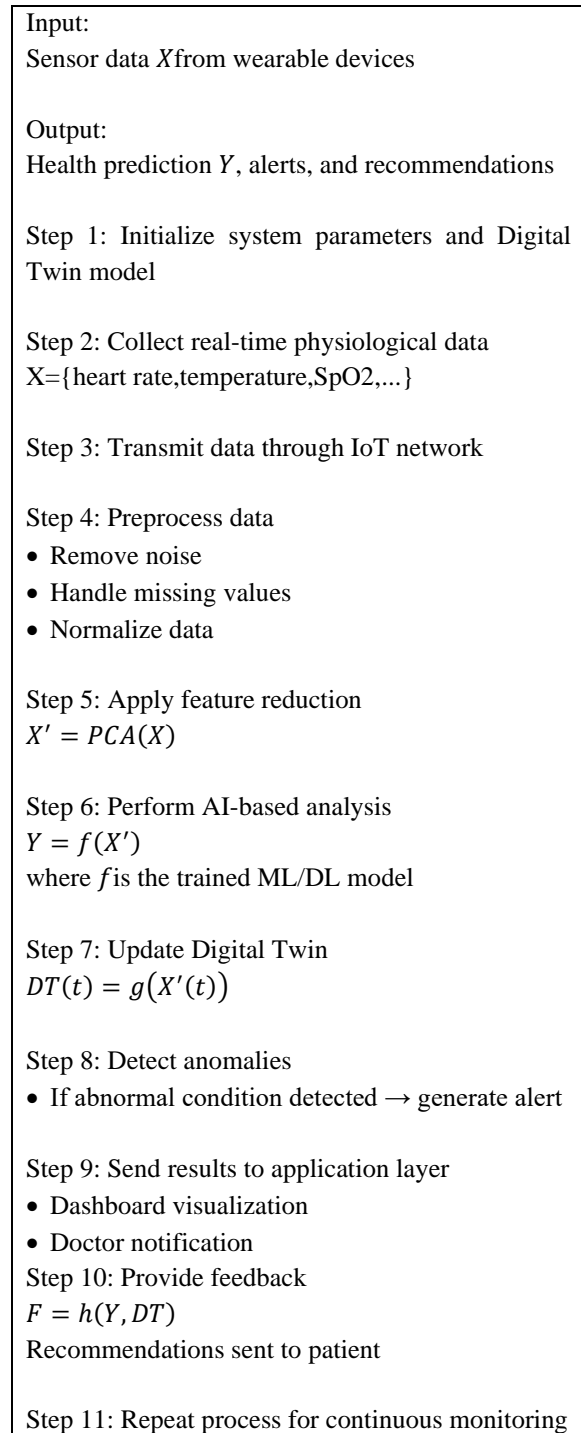 Input:
Sensor data 𝑋from wearable devices
Output:
Health prediction 𝑌, alerts, and recommendations
Step 1: Initialize system parameters and Digital
Twin model
Step 2: Collect real-time physiological data
X={heart rate,temperature,SpO2,...}
Step 3: Transmit data through IoT network
Step 4: Preprocess data
• Remove noise
• Handle missing values
• Normalize data
Step 5: Apply feature reduction
𝑋′ = 𝑃𝐶𝐴(𝑋)
Step 6: Perform AI-based analysis
𝑌 = 𝑓(𝑋′)
where 𝑓is the trained ML/DL model
Step 7: Update Digital Twin
𝐷𝑇(𝑡) = 𝑔(𝑋′(𝑡))
Step 8: Detect anomalies
• If abnormal condition detected → generate alert
Step 9: Send results to application layer
• Dashboard visualization
• Doctor notification
Step 10: Provide feedback
𝐹 = ℎ(𝑌, 𝐷𝑇)
Recommendations sent to patient
Step 11: Repeat process for continuous monitoring